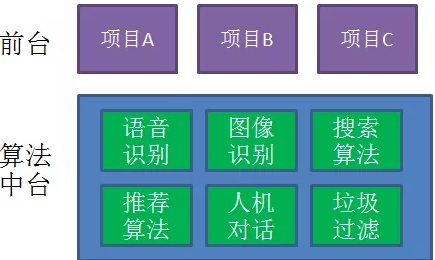 前台
项目A
项目B
项目C
算法
中台
语音
识别
图像
识别
搜索
算法
推荐
算法
人机
对话
垃圾
过滤